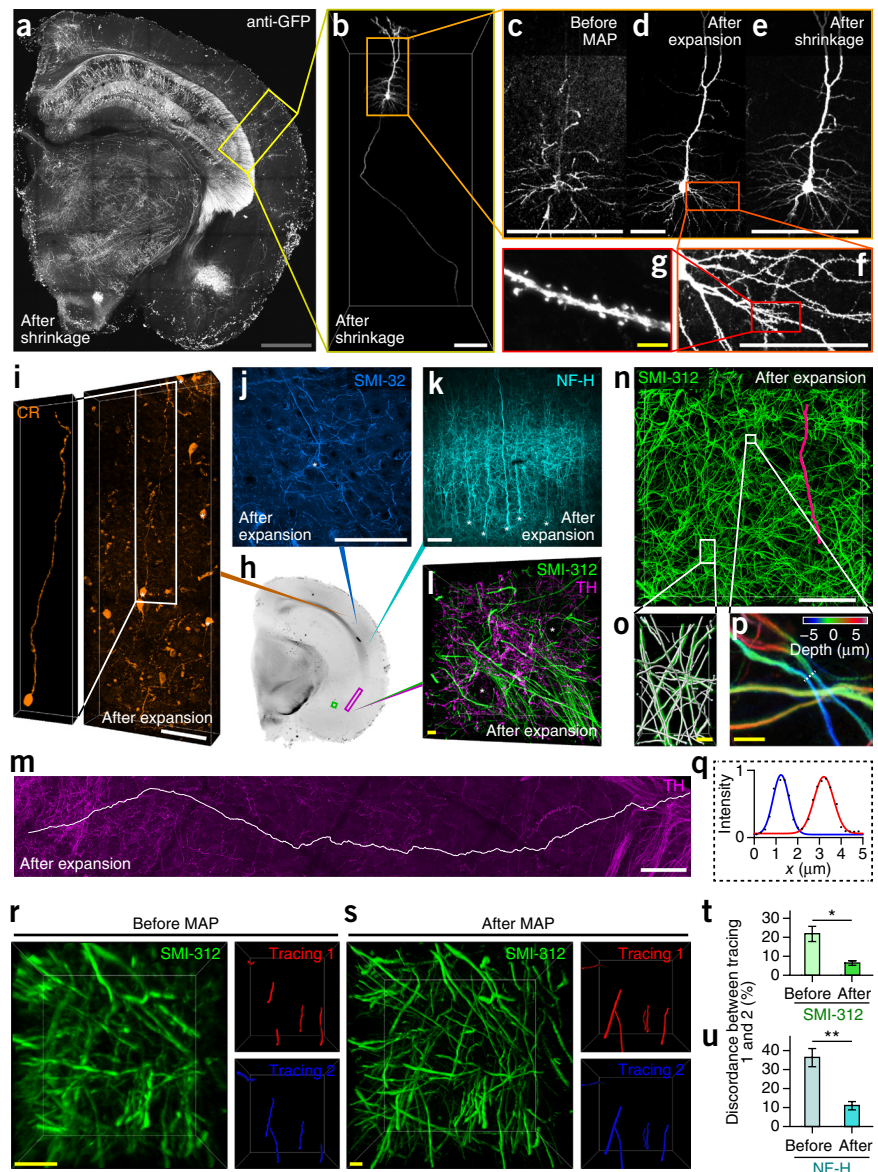 a
anti-GFP
After
shrinkage
b
After
shrinkage
c
Before
MAP
d
After
expansion
e
After
shrinkage
g
f
i
CR
After expansion
j
SMI-32
After
expansion
k
NF-H
* * * * *
After
expansion
h
l
SMI-312
TH
*
*
After expansion
n
SMI-312
After expansion
o
p
−5 0 5
Depth (μm)
m
TH
After expansion
q
Intensity
1
0
0 1 2 3 4 5
x (μm)
r
Before MAP
SMI-312
Tracing 1
Tracing 2
s
After MAP
SMI-312
Tracing 1
Tracing 2
Discordance between tracing
1 and 2 (%)
t
30
20
10
0
*
Before After
SMI-312
u
40
30
20
10
0
**
Before After
NF-H